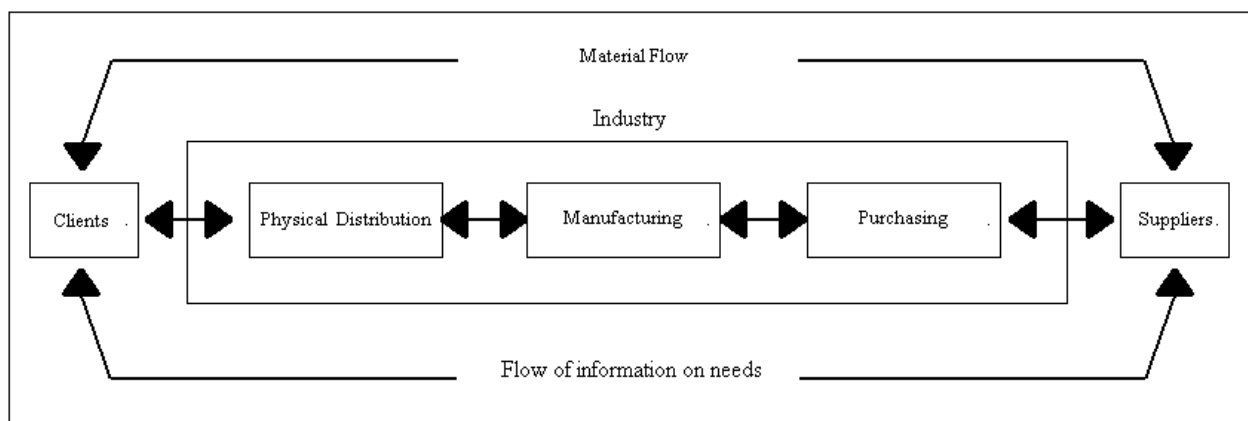 Material Flow
Industry
Clients .
Physical Distribution
Manufacturing .
Purchasing .
Suppliers .
Flow of information on needs